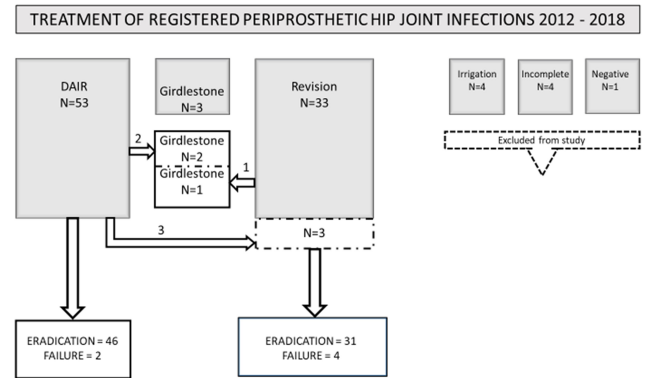 TREATMENT OF REGISTERED PERIPROSTHETIC HIP JOINT INFECTIONS 2012 - 2018
DAIR
N=53
Girdlestone
N=3
Revision
N=33
Irrigation
N=4
Incomplete
N=4
Negative
N=1
Excluded from study
2
Girdlestone
N=2
Girdlestone
N=1
1
3
N=3
ERADICATION = 46
FAILURE = 2
ERADICATION = 31
FAILURE = 4